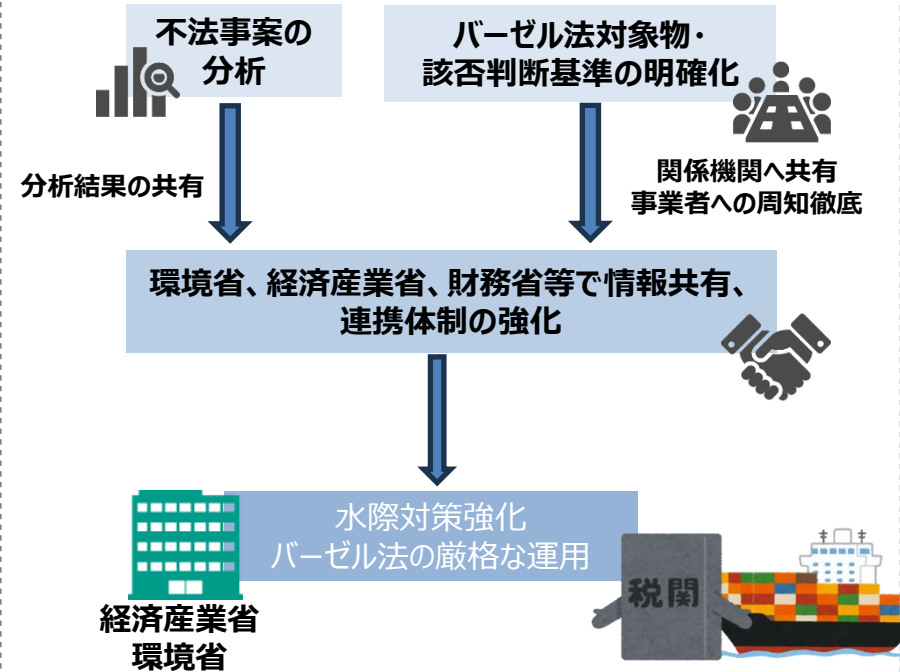 不法事案の
分析
バーゼル法対象物・
該否判断基準の明確化
分析結果の共有
関係機関へ共有
事業者への周知徹底
環境省、経済産業省、財務省等で情報共有、
連携体制の強化
水際対策強化
バーゼル法の厳格な運用
経済産業省
環境省
税関